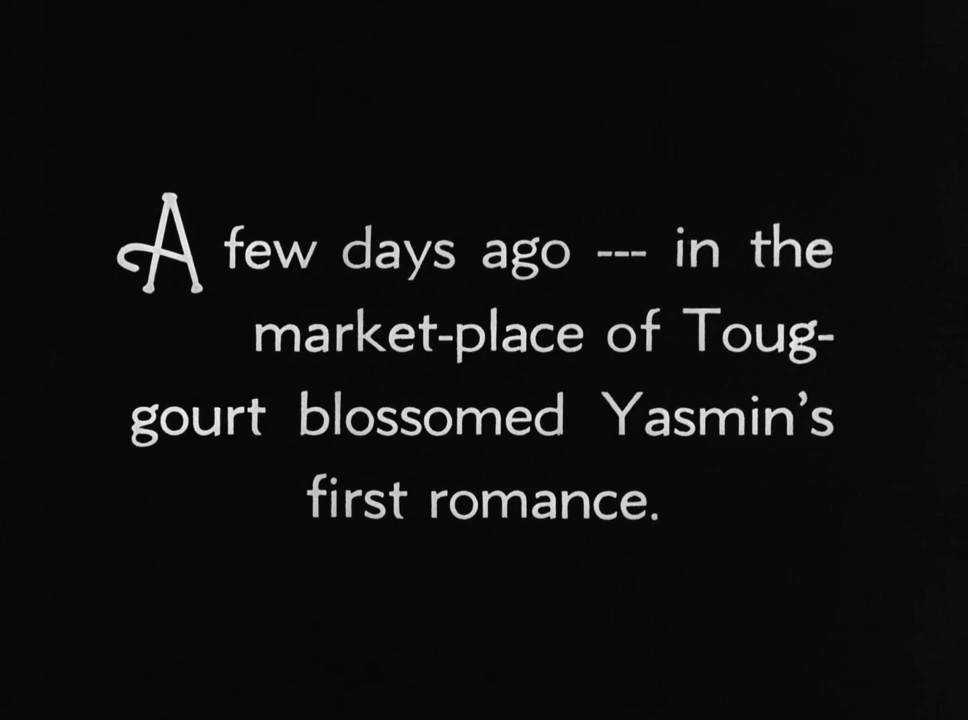 A few days ago --- in the
market-place of Toug-
gourt blossomed Yasmin's
first romance.